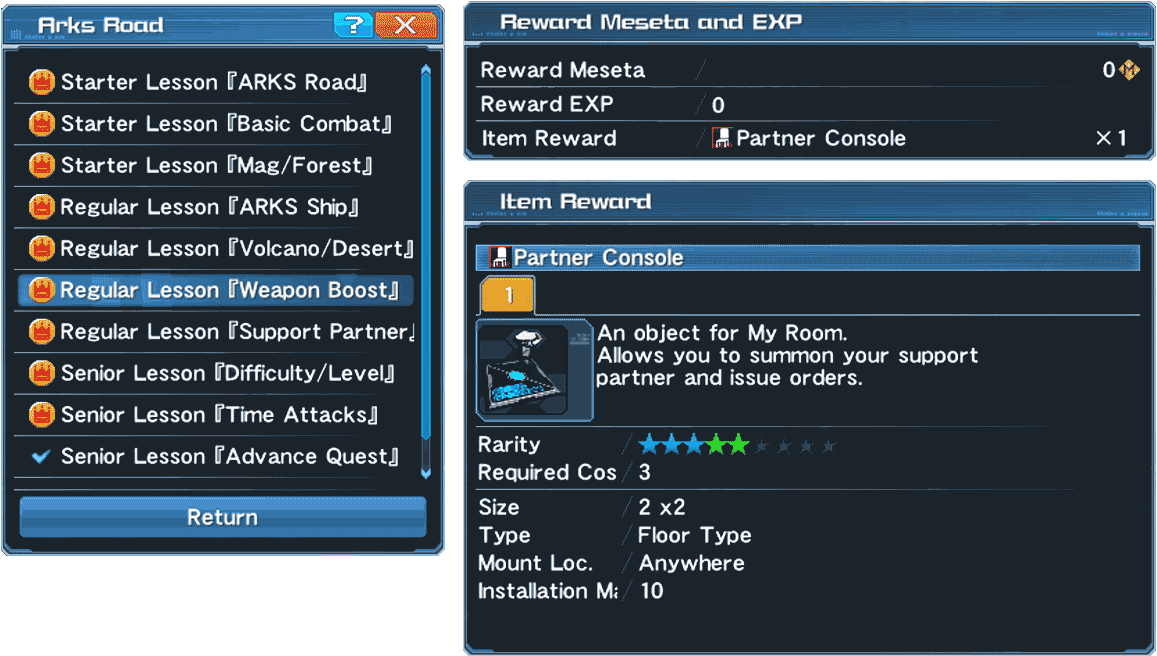 Arks Road
?
Starter Lesson『ARKS Road』
Starter Lesson『Basic Combat』
Starter Lesson『Mag/Forest』
Regular Lesson『ARKS Ship』
Regular Lesson『Volcano/Desert』
Regular Lesson『Weapon Boost』
Regular Lesson『Support Partner』
Senior Lesson『Difficulty/Level』
Senior Lesson『Time Attacks』
Senior Lesson『Advance Quest』
Return
Reward Meseta and EXP
Reward Meseta 0
Reward EXP 0
Item Reward Partner Console ×1
Item Reward
Partner Console
1
An object for My Room.
Allows you to summon your support
partner and issue orders.
Rarity
Required Cos 3
Size 2 x2
Type Floor Type
Mount Loc. Anywhere
Installation Ma 10